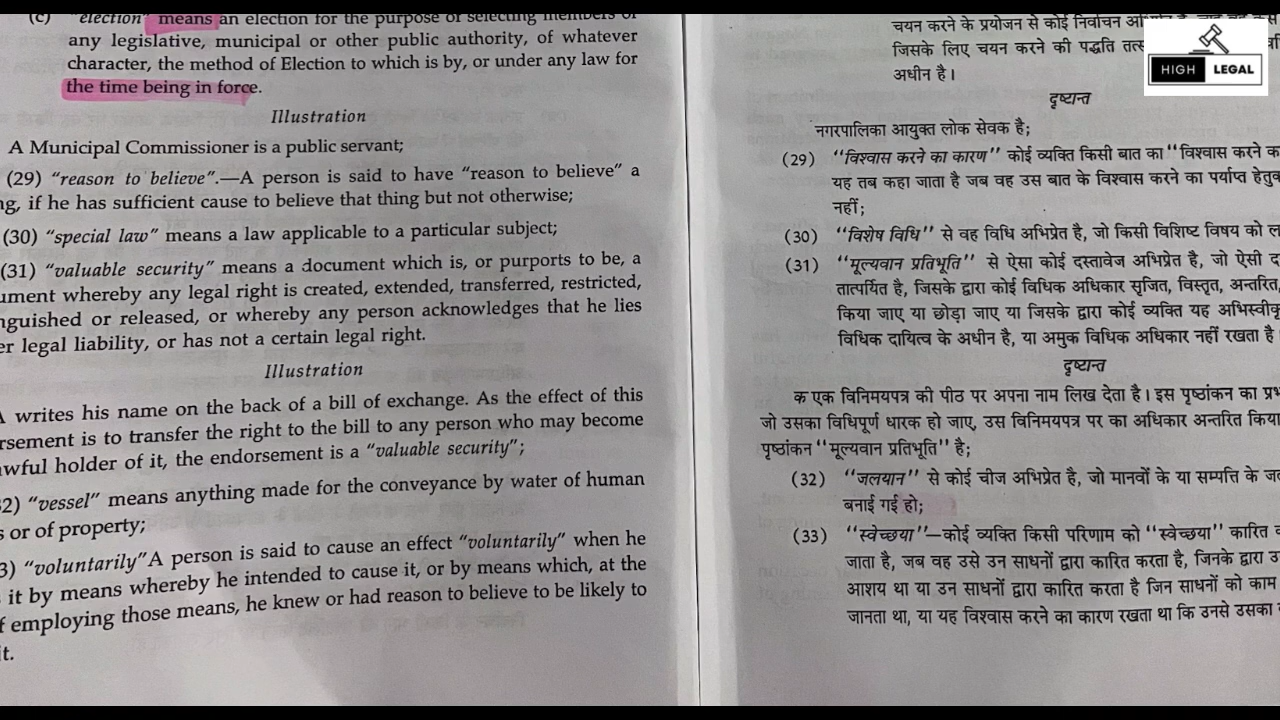 (c) "election" means an election for the purpose of selecting members of
any legislative, municipal or other public authority, of whatever
character, the method of Election to which is by, or under any law for
the time being in force.
Illustration
A Municipal Commissioner is a public servant;
(29) "reason to believe".—A person is said to have "reason to believe" a
ng, if he has sufficient cause to believe that thing but not otherwise;
(30) "special law" means a law applicable to a particular subject;
(31) "valuable security" means a document which is, or purports to be, a
ument whereby any legal right is created, extended, transferred, restricted,
nguished or released, or whereby any person acknowledges that he lies
er legal liability, or has not a certain legal right.
Illustration
A writes his name on the back of a bill of exchange. As the effect of this
rsement is to transfer the right to the bill to any person who may become
awful holder of it, the endorsement is a "valuable security";
32) "vessel" means anything made for the conveyance by water of human
s or of property;
3) "voluntarily"A person is said to cause an effect "voluntarily" when he
it by means whereby he intended to cause it, or by means which, at the
f employing those means, he knew or had reason to believe to be likely to
it.
चयन करने के प्रयोजन से कोई निर्वाचन
जिसके लिए चयन करने की पद्धति तत्स
अधीन है।
दृष्टान्त
नगरपालिका आयुक्त लोक सेवक है;
(29) "विश्वास करने का कारण" कोई व्यक्ति किसी बात का "विश्वास करने क
यह तब कहा जाता है जब वह उस बात के विश्वास करने का पर्याप्त हेतुक
नहीं;
(30) "विशेष विधि" से वह विधि अभिप्रेत है, जो किसी विशिष्ट विषय को ल
(31) "मूल्यवान प्रतिभूति" से ऐसा कोई दस्तावेज अभिप्रेत है, जो ऐसी द
तात्पर्यित है, जिसके द्वारा कोई विधिक अधिकार सृजित, विस्तृत, अन्तरित,
किया जाए या छोड़ा जाए या जिसके द्वारा कोई व्यक्ति यह अभिस्वीकृ
विधिक दायित्व के अधीन है, या अमुक विधिक अधिकार नहीं रखता है।
दृष्टान्त
क एक विनिमयपत्र की पीठ पर अपना नाम लिख देता है। इस पृष्ठांकन का प्रभ
जो उसका विधिपूर्ण धारक हो जाए, उस विनिमयपत्र पर का अधिकार अन्तरित किया
पृष्ठांकन "मूल्यवान प्रतिभूति" है;
(32) "जलयान" से कोई चीज अभिप्रेत है, जो मानवों के या सम्पत्ति के जल
बनाई गई हो;
(33) "स्वेच्छया"—कोई व्यक्ति किसी परिणाम को "स्वेच्छया" कारित क
जाता है, जब वह उसे उन साधनों द्वारा कारित करता है, जिनके द्वारा उ
आशय था या उन साधनों द्वारा कारित करता है जिन साधनों को काम
जानता था, या यह विश्वास करने का कारण रखता था कि उनसे उसका
HIGH LEGAL